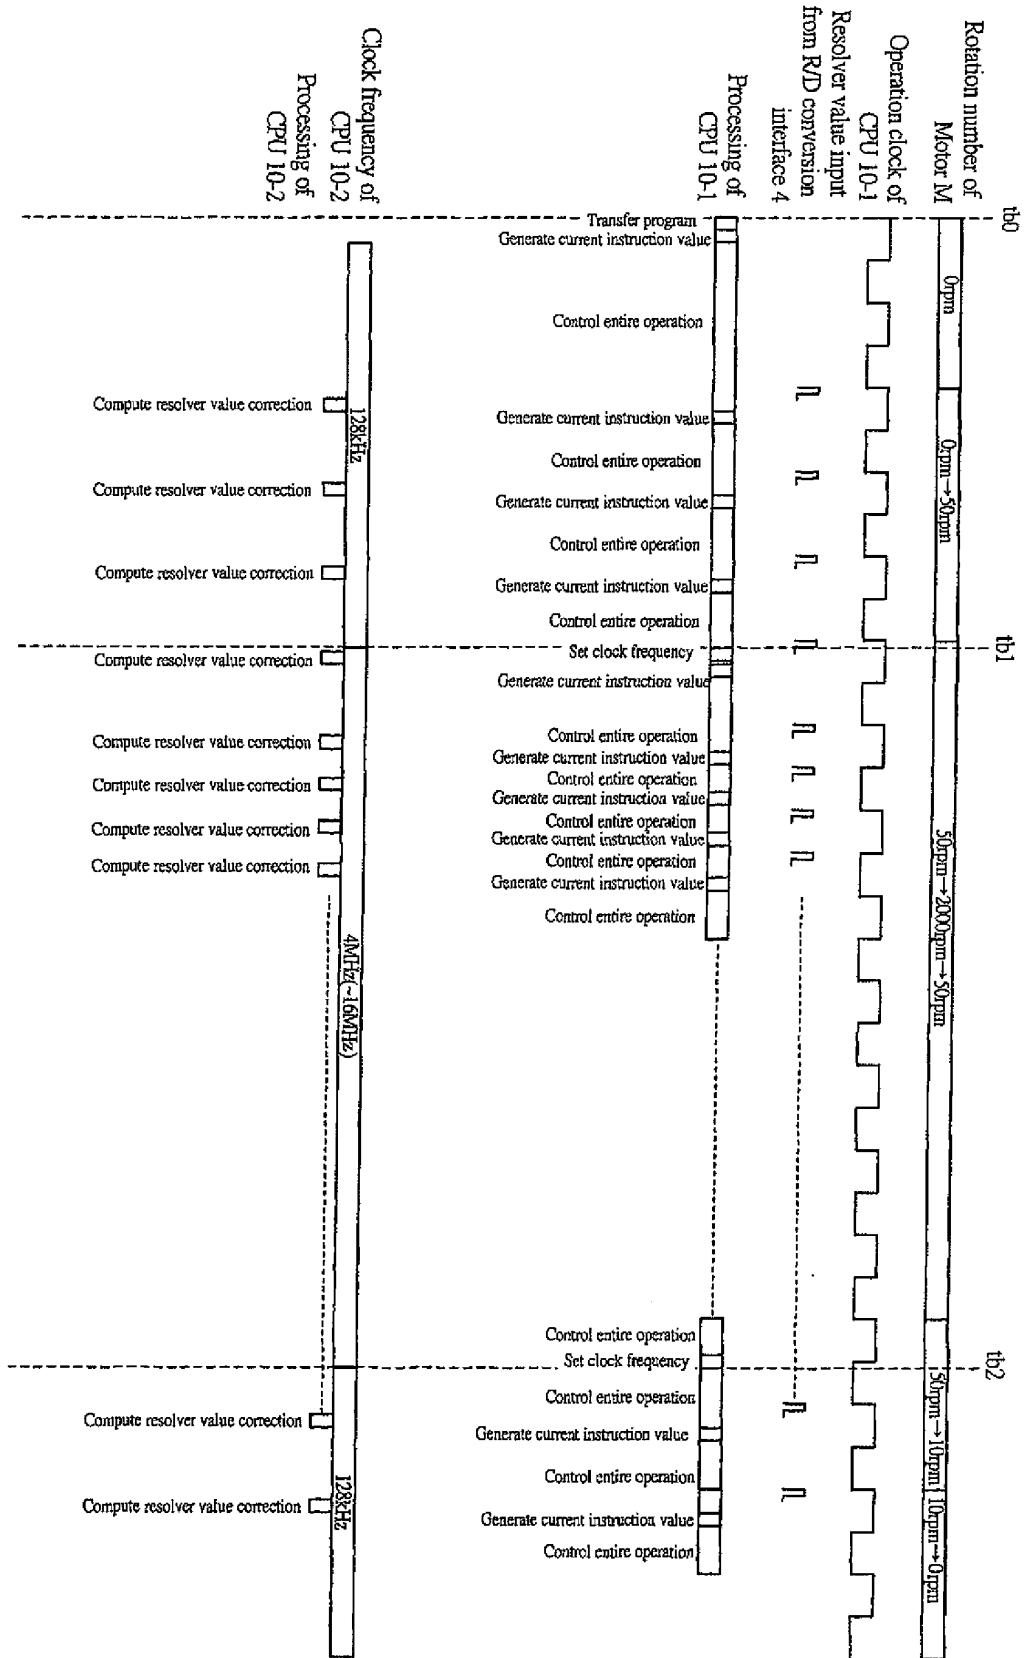 tb0
tb1
tb2
Rotation number of
Motor M
0rpm
0rpm→50rpm
50rpm→2000rpm→50rpm
50rpm→10rpm
10rpm→0rpm
Operation clock of
CPU 10-1
Resolver value input
from R/D conversion
interface 4
Processing of
CPU 10-1
Transfer program
Generate current instruction value
Control entire operation
Generate current instruction value
Control entire operation
Generate current instruction value
Control entire operation
Generate current instruction value
Control entire operation
Set clock frequency
Generate current instruction value
Control entire operation
Generate current instruction value
Control entire operation
Generate current instruction value
Control entire operation
Generate current instruction value
Control entire operation
Generate current instruction value
Control entire operation
Control entire operation
Set clock frequency
Control entire operation
Generate current instruction value
Control entire operation
Generate current instruction value
Control entire operation
Clock frequency of
CPU 10-2
128kHz
4MHz(~16MHz)
128kHz
Processing of
CPU 10-2
Compute resolver value correction
Compute resolver value correction
Compute resolver value correction
Compute resolver value correction
Compute resolver value correction
Compute resolver value correction
Compute resolver value correction
Compute resolver value correction
Compute resolver value correction
Compute resolver value correction